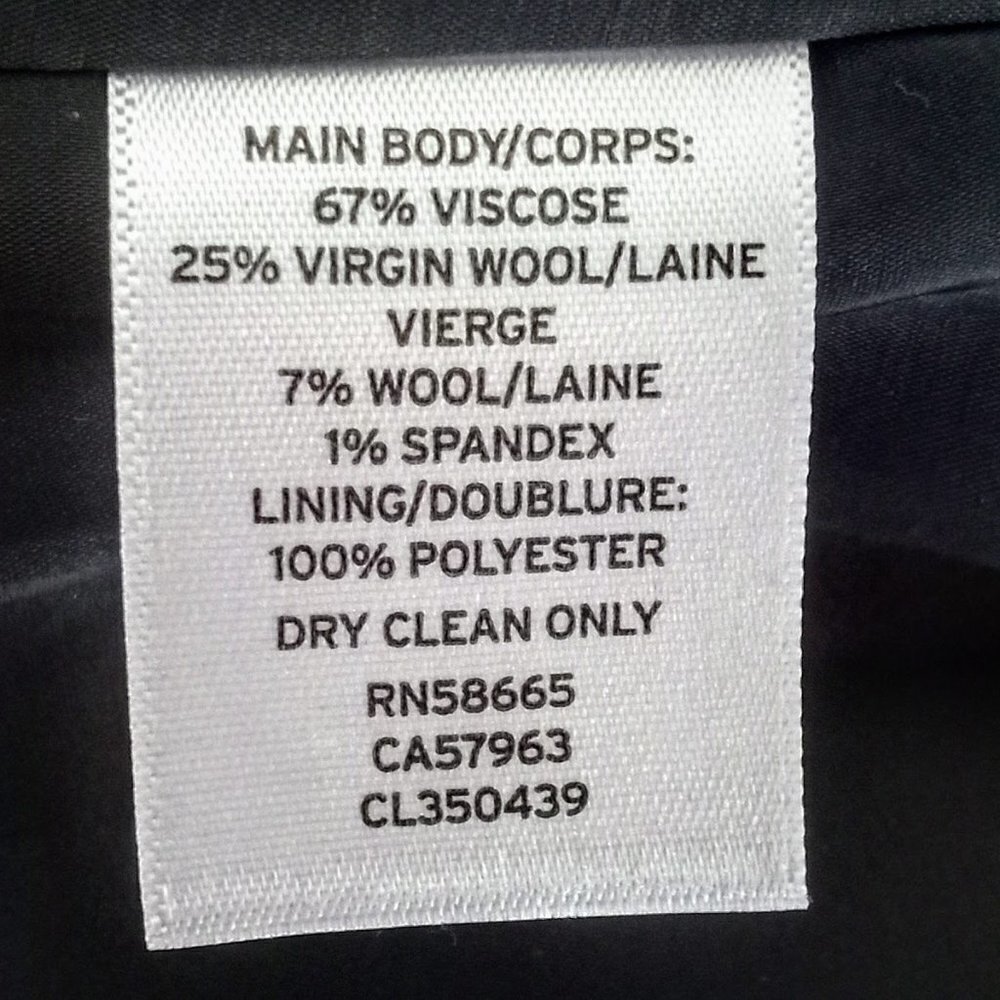 MAIN BODY/CORPS:
67% VISCOSE
25% VIRGIN WOOL/LAINE
VIERGE
7% WOOL/LAINE
1% SPANDEX
LINING/DOUBLURE:
100% POLYESTER
DRY CLEAN ONLY
RN58665
CA57963
CL350439